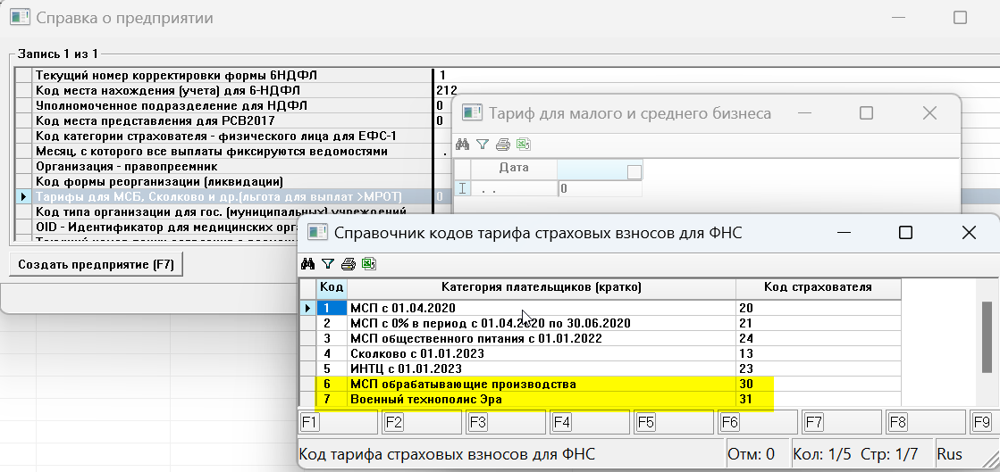 Справка о предприятии
Запись 1 из 1
Текущий номер корректировки формы 6НДФЛ 1
Код места нахождения (учета) для 6-НДФЛ 212
Уполномоченное подразделение для НДФЛ 0
Код места представления для РСВ2017 0
Код категории страхователя - физического лица для ЕФС-1
Месяц, с которого все выплаты фиксируются ведомостями .
Организация - правопреемник
Код формы реорганизации (ликвидации)
Тарифы для МСБ, Сколково и др.(льгота для выплат >МРОТ) 0
Код типа организации для гос. (муниципальных) учреждений
OID - Идентификатор для медицинских орга
Создать предприятие (F7)
Тариф для малого и среднего бизнеса
Дата
. . 0
Справочник кодов тарифа страховых взносов для ФНС
Код Категория плательщиков (кратко) Код страхователя
1 МСП с 01.04.2020 20
2 МСП с 0% в период с 01.04.2020 по 30.06.2020 21
3 МСП общественного питания с 01.01.2022 24
4 Сколково с 01.01.2023 13
5 ИНТЦ с 01.01.2023 23
6 МСП обрабатывающие производства 30
7 Военный технополис Эра 31
F1 F2 F3 F4 F5 F6 F7 F8 F9
Код тарифа страховых взносов для ФНС Отм: 0 Кол: 1/5 Стр: 1/7 Rus